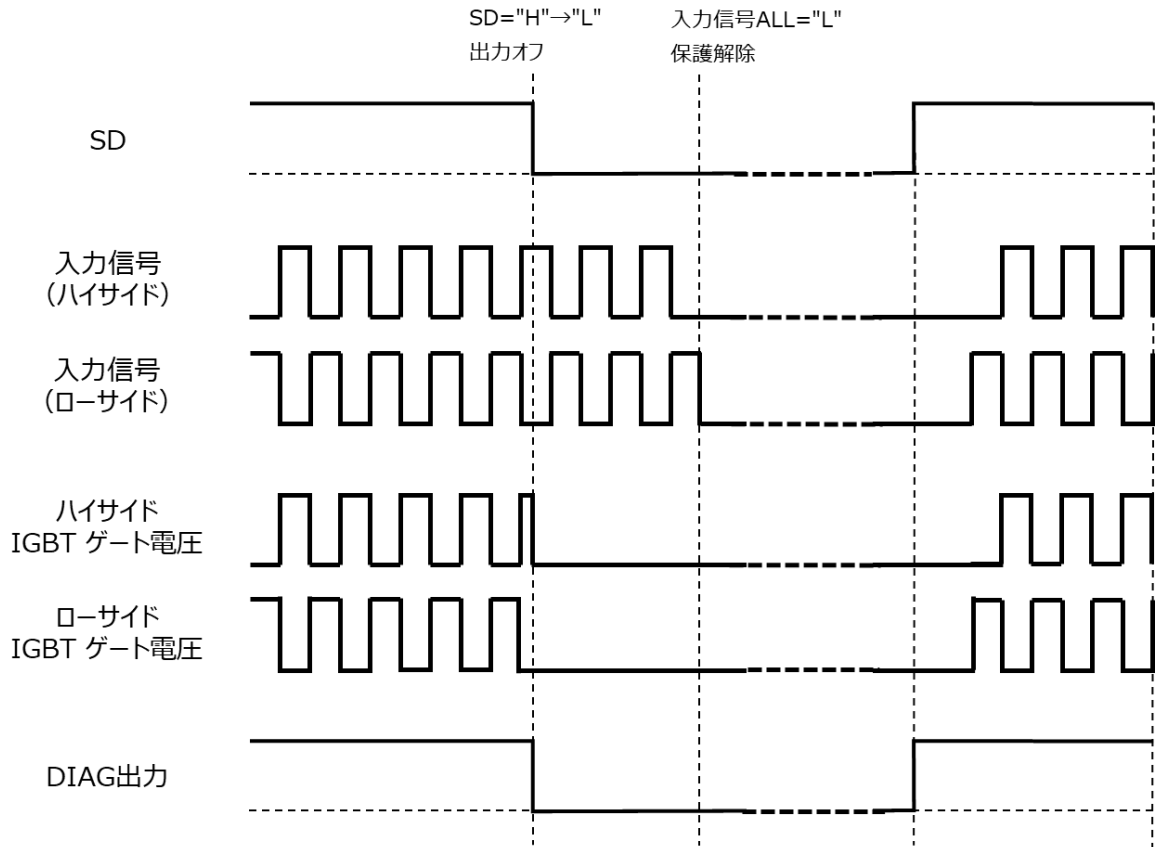 SD="H"→"L"
出力オフ
入力信号ALL="L"
保護解除
SD
入力信号
(ハイサイド)
入力信号
(ローサイド)
ハイサイド
IGBT ゲート電圧
ローサイド
IGBT ゲート電圧
DIAG出力